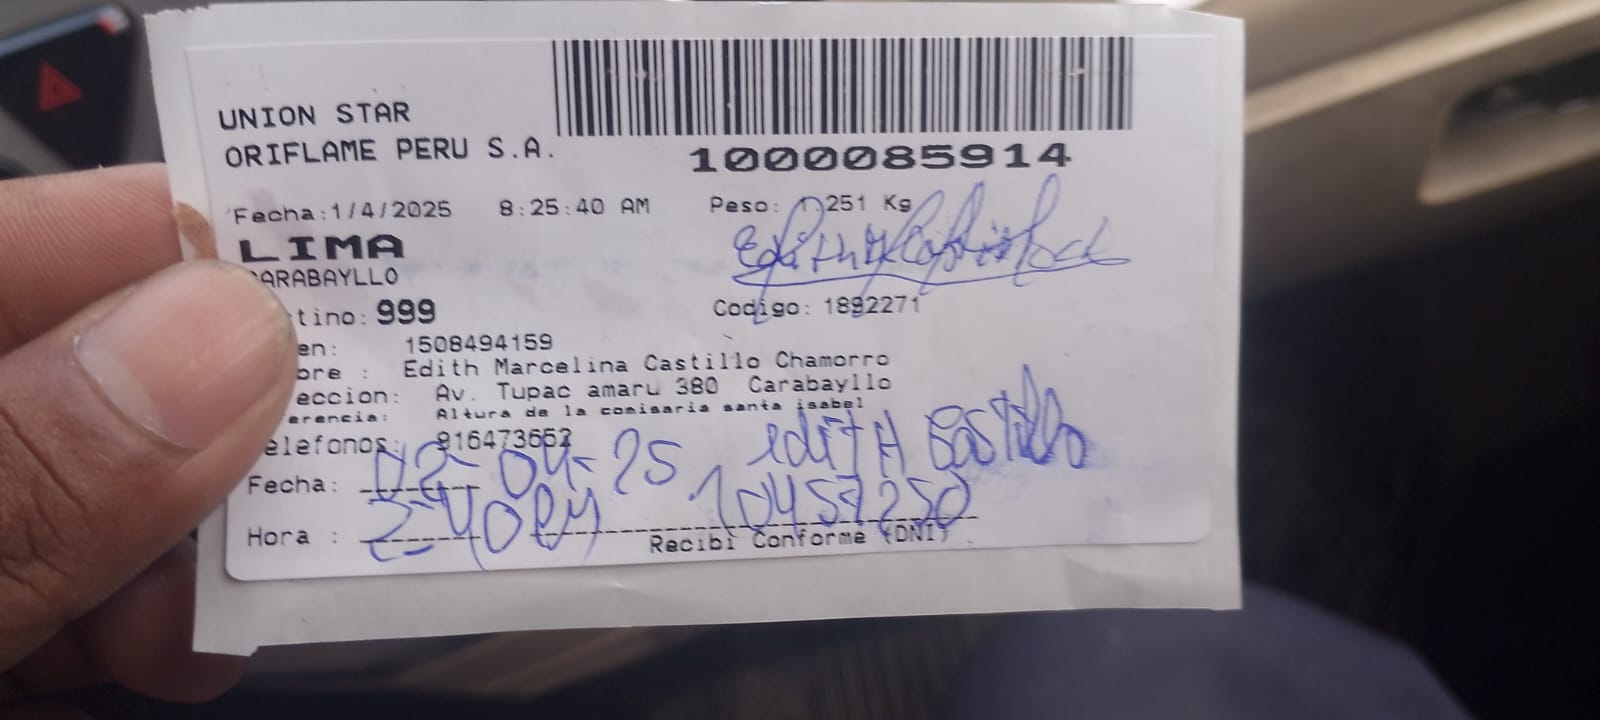 UNION STAR
ORIFLAME PERU S.A.
1000085914
Fecha:1/4/2025 8:25:40 AM Peso: 251 Kg
LIMA
CARABAYLLO
tino: 999 Codigo: 1892271
en: 1508494159
bre : Edith Marcelina Castillo Chamorro
eccion: Av. Tupac amaru 380 Carabayllo
erencia: Altura de la comisaria santa isabel
elefonos: 916473652
edith Castillo
Fecha: 02-04-25
10457250
Hora : 2-40PM
Recibi Conforme (DNI)